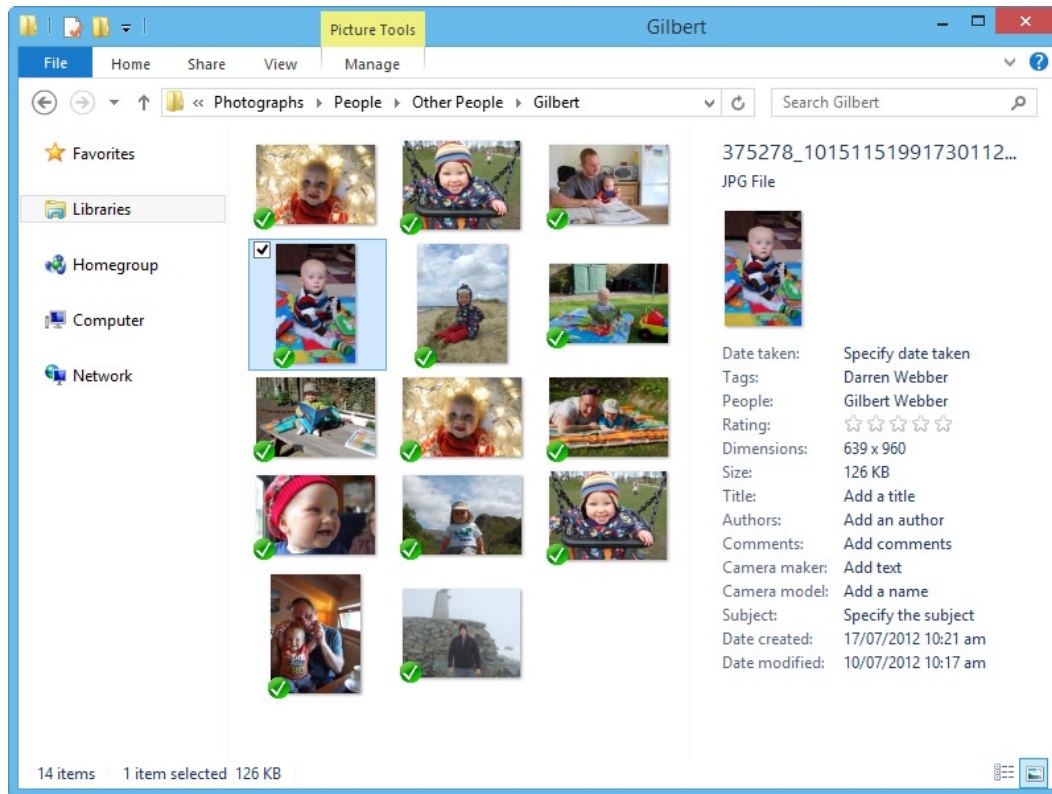 Picture Tools
Gilbert
File
Home
Share
View
Manage
« Photographs People Other People Gilbert
Search Gilbert
Favorites
Libraries
Homegroup
Computer
Network
375278_10151151991730112...
JPG File
Date taken: Specify date taken
Tags: Darren Webber
People: Gilbert Webber
Rating:
Dimensions: 639 x 960
Size: 126 KB
Title: Add a title
Authors: Add an author
Comments: Add comments
Camera maker: Add text
Camera model: Add a name
Subject: Specify the subject
Date created: 17/07/2012 10:21 am
Date modified: 10/07/2012 10:17 am
14 items 1 item selected 126 KB